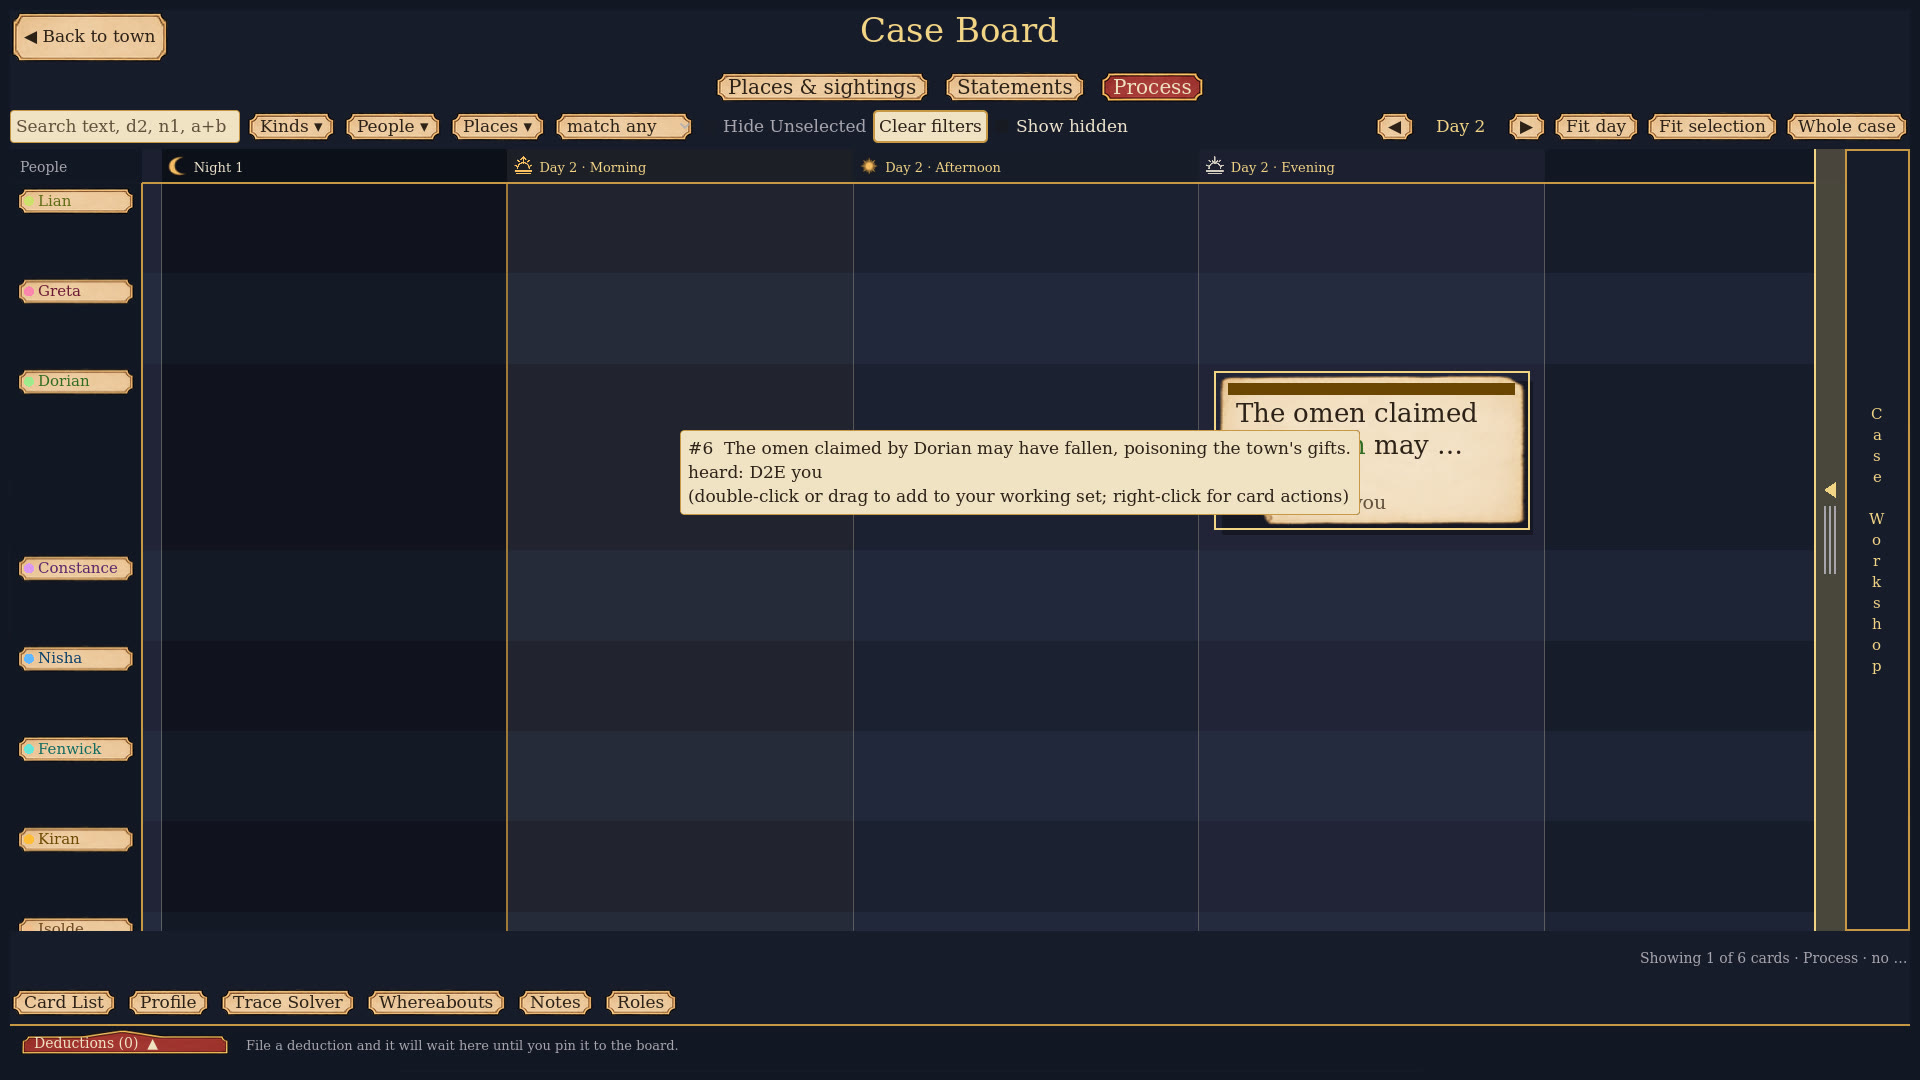 ◀ Back to town
Case Board
Places & sightings
Statements
Process
Search text, d2, n1, a+b
Kinds ▾
People ▾
Places ▾
match any
Hide Unselected
Clear filters
Show hidden
◀
Day 2
▶
Fit day
Fit selection
Whole case
People
Night 1
Day 2 · Morning
Day 2 · Afternoon
Day 2 · Evening
Lian
Greta
Dorian
The omen claimed
may ...
you
#6 The omen claimed by Dorian may have fallen, poisoning the town's gifts.
heard: D2E you
(double-click or drag to add to your working set; right-click for card actions)
Constance
Nisha
Fenwick
Kiran
Isolde
Case Workshop
Showing 1 of 6 cards · Process · no ...
Card List
Profile
Trace Solver
Whereabouts
Notes
Roles
Deductions (0) ▲
File a deduction and it will wait here until you pin it to the board.